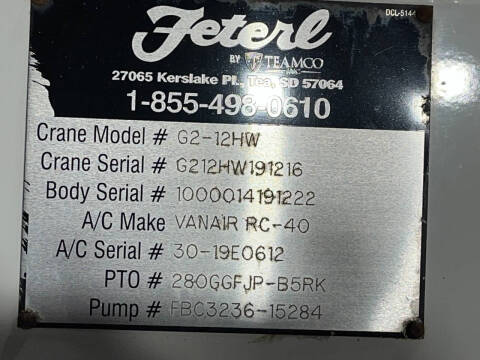 DCL-5144
Feterl
BY TEAMCO
INC.
27065 Kerslake Pl., Tea, SD 57064
1-855-498-0610
Crane Model # G2-12HW
Crane Serial # G212HW191216
Body Serial # 1000014191222
A/C Make VANAIR RC-40
A/C Serial # 30-19E0612
PTO # 280GGFJP-B5RK
Pump # FBC3236-15284